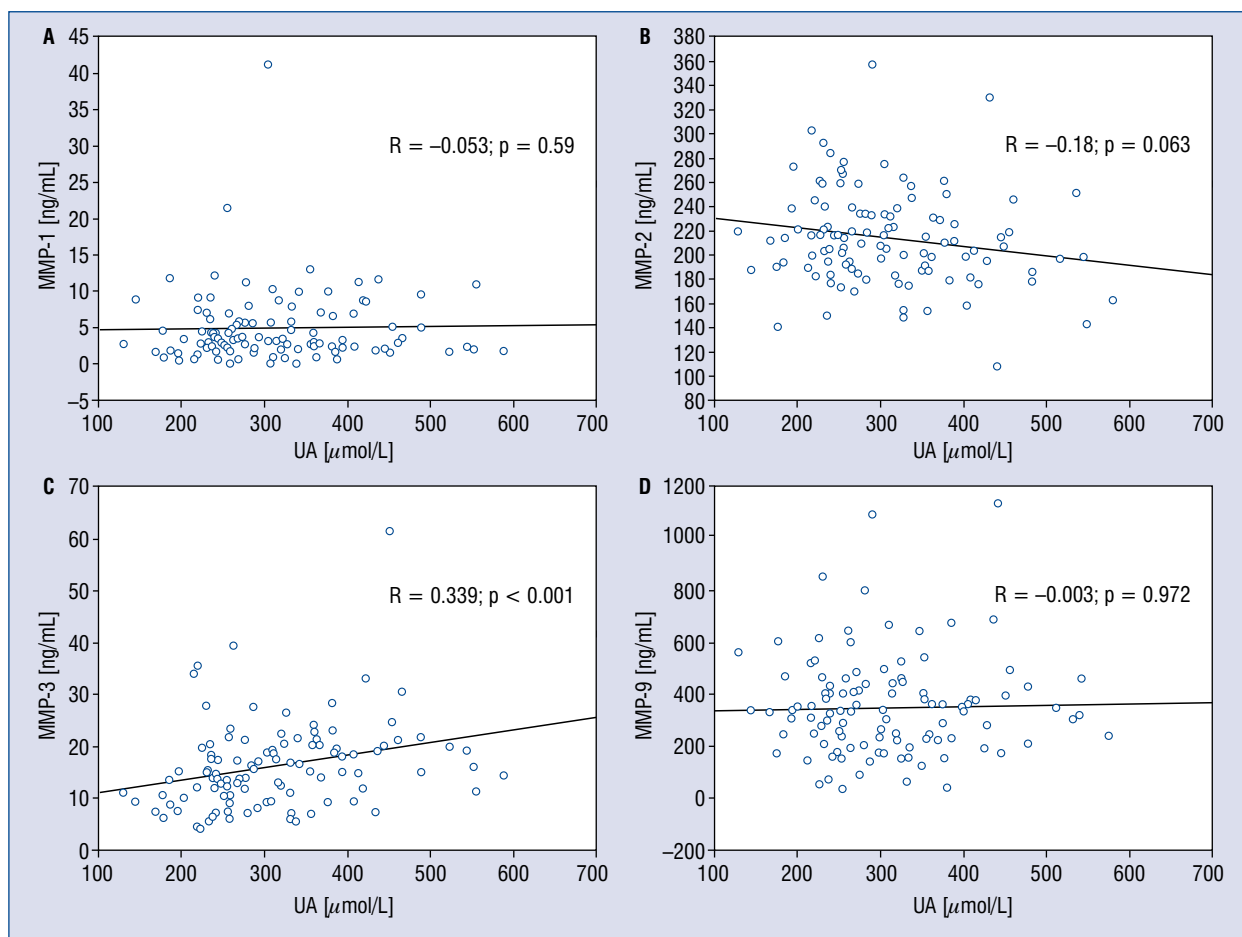 A
45
40
35
30
25
20
15
10
5
0
–5
MMP-1 [ng/mL]
R = –0.053; p = 0.59
100 200 300 400 500 600 700
UA [μmol/L]
B
380
360
340
320
300
280
260
240
220
200
180
160
140
120
100
80
MMP-2 [ng/mL]
R = –0.18; p = 0.063
100 200 300 400 500 600 700
UA [μmol/L]
C
70
60
50
40
30
20
10
0
MMP-3 [ng/mL]
R = 0.339; p < 0.001
100 200 300 400 500 600 700
UA [μmol/L]
D
1200
1000
800
600
400
200
0
–200
MMP-9 [ng/mL]
R = –0.003; p = 0.972
100 200 300 400 500 600 700
UA [μmol/L]